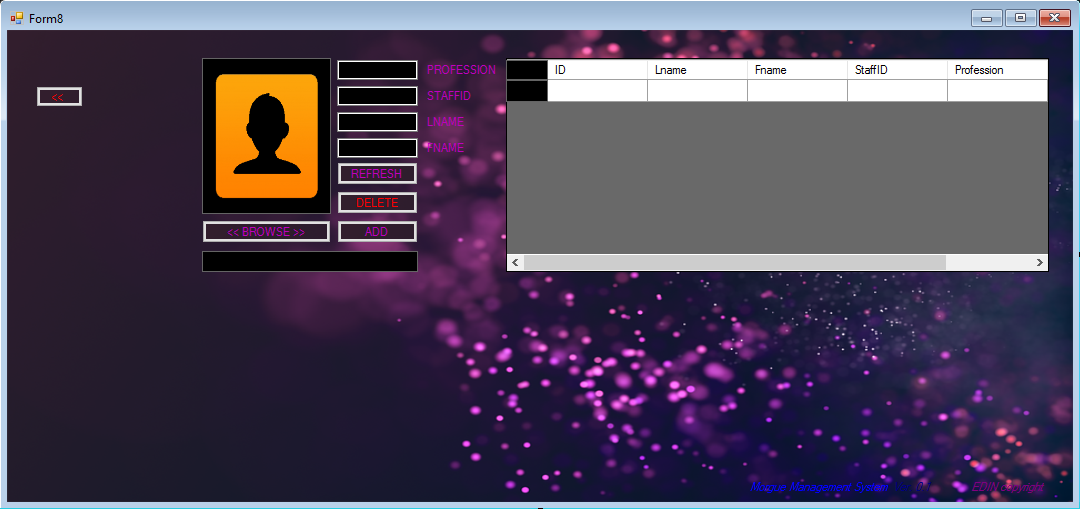 Form8
<<
PROFESSION
STAFFID
LNAME
FNAME
REFRESH
DELETE
<< BROWSE >>
ADD
ID Lname Fname StaffID Profession
Morgue Management System
EDIN copyright